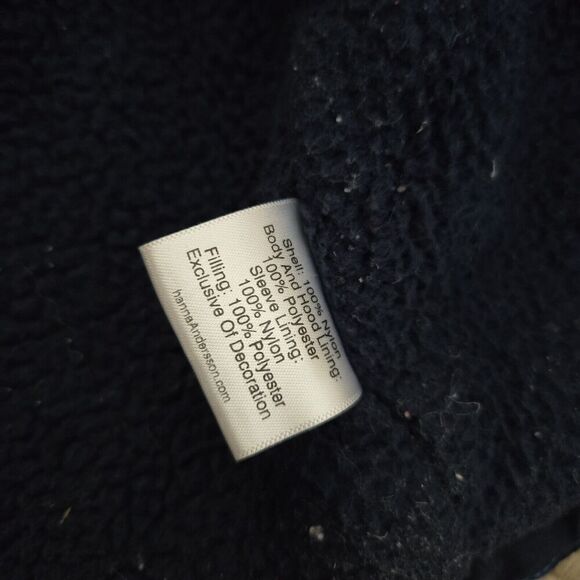 Shell: 100% Nylon
Body And Hood Lining:
100% Polyester
Sleeve Lining:
100% Nylon
Filling: 100% Polyester
Exclusive Of Decoration
hannaAndersson.com